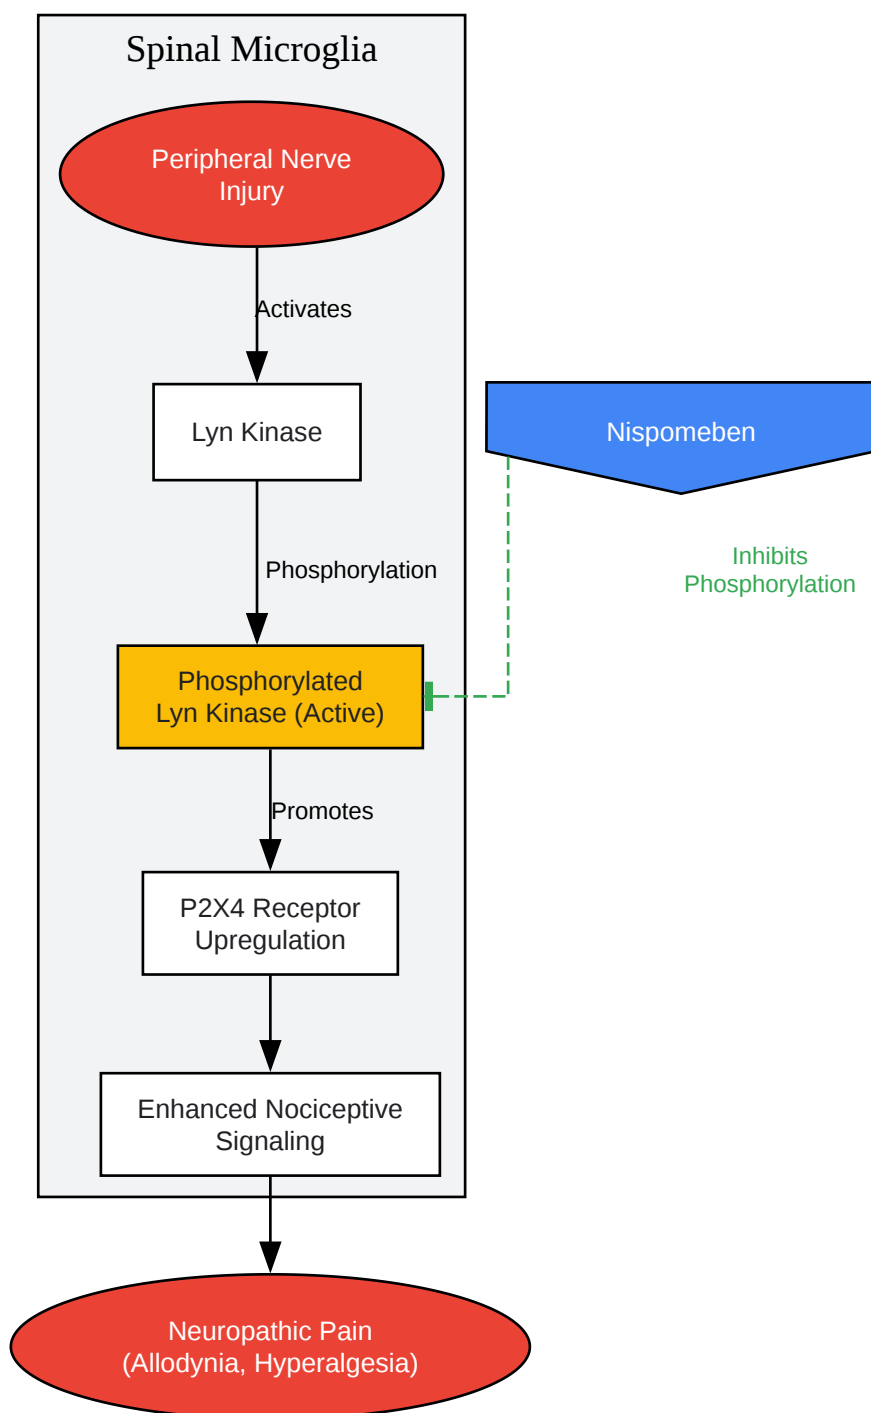 Spinal Microglia
Peripheral Nerve
Injury
Activates
Lyn Kinase
Nispomeben
Phosphorylation
Inhibits
Phosphorylation
Phosphorylated
Lyn Kinase (Active)
Promotes
P2X4 Receptor
Upregulation
Enhanced Nociceptive
Signaling
Neuropathic Pain
(Allodynia, Hyperalgesia)